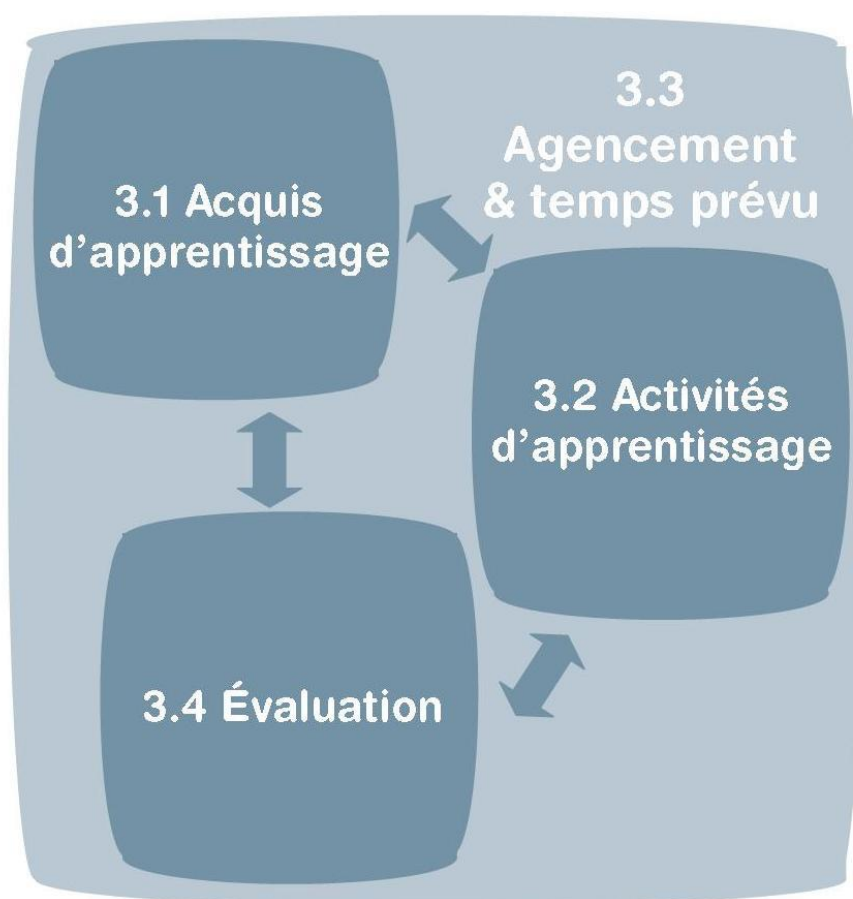 3.1 Acquis
d'apprentissage
3.3
Agencement
& temps prévu
3.2 Activités
d'apprentissage
3.4 Évaluation